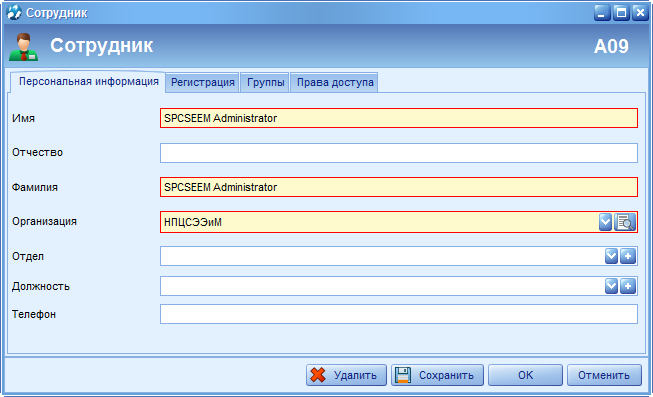 Сотрудник
Сотрудник A09
Персональная информация Регистрация Группы Права доступа
Имя SPCSEEM Administrator
Отчество
Фамилия SPCSEEM Administrator
Организация НПЦСЭЭиМ
Отдел
Должность
Телефон
Удалить Сохранить OK Отменить